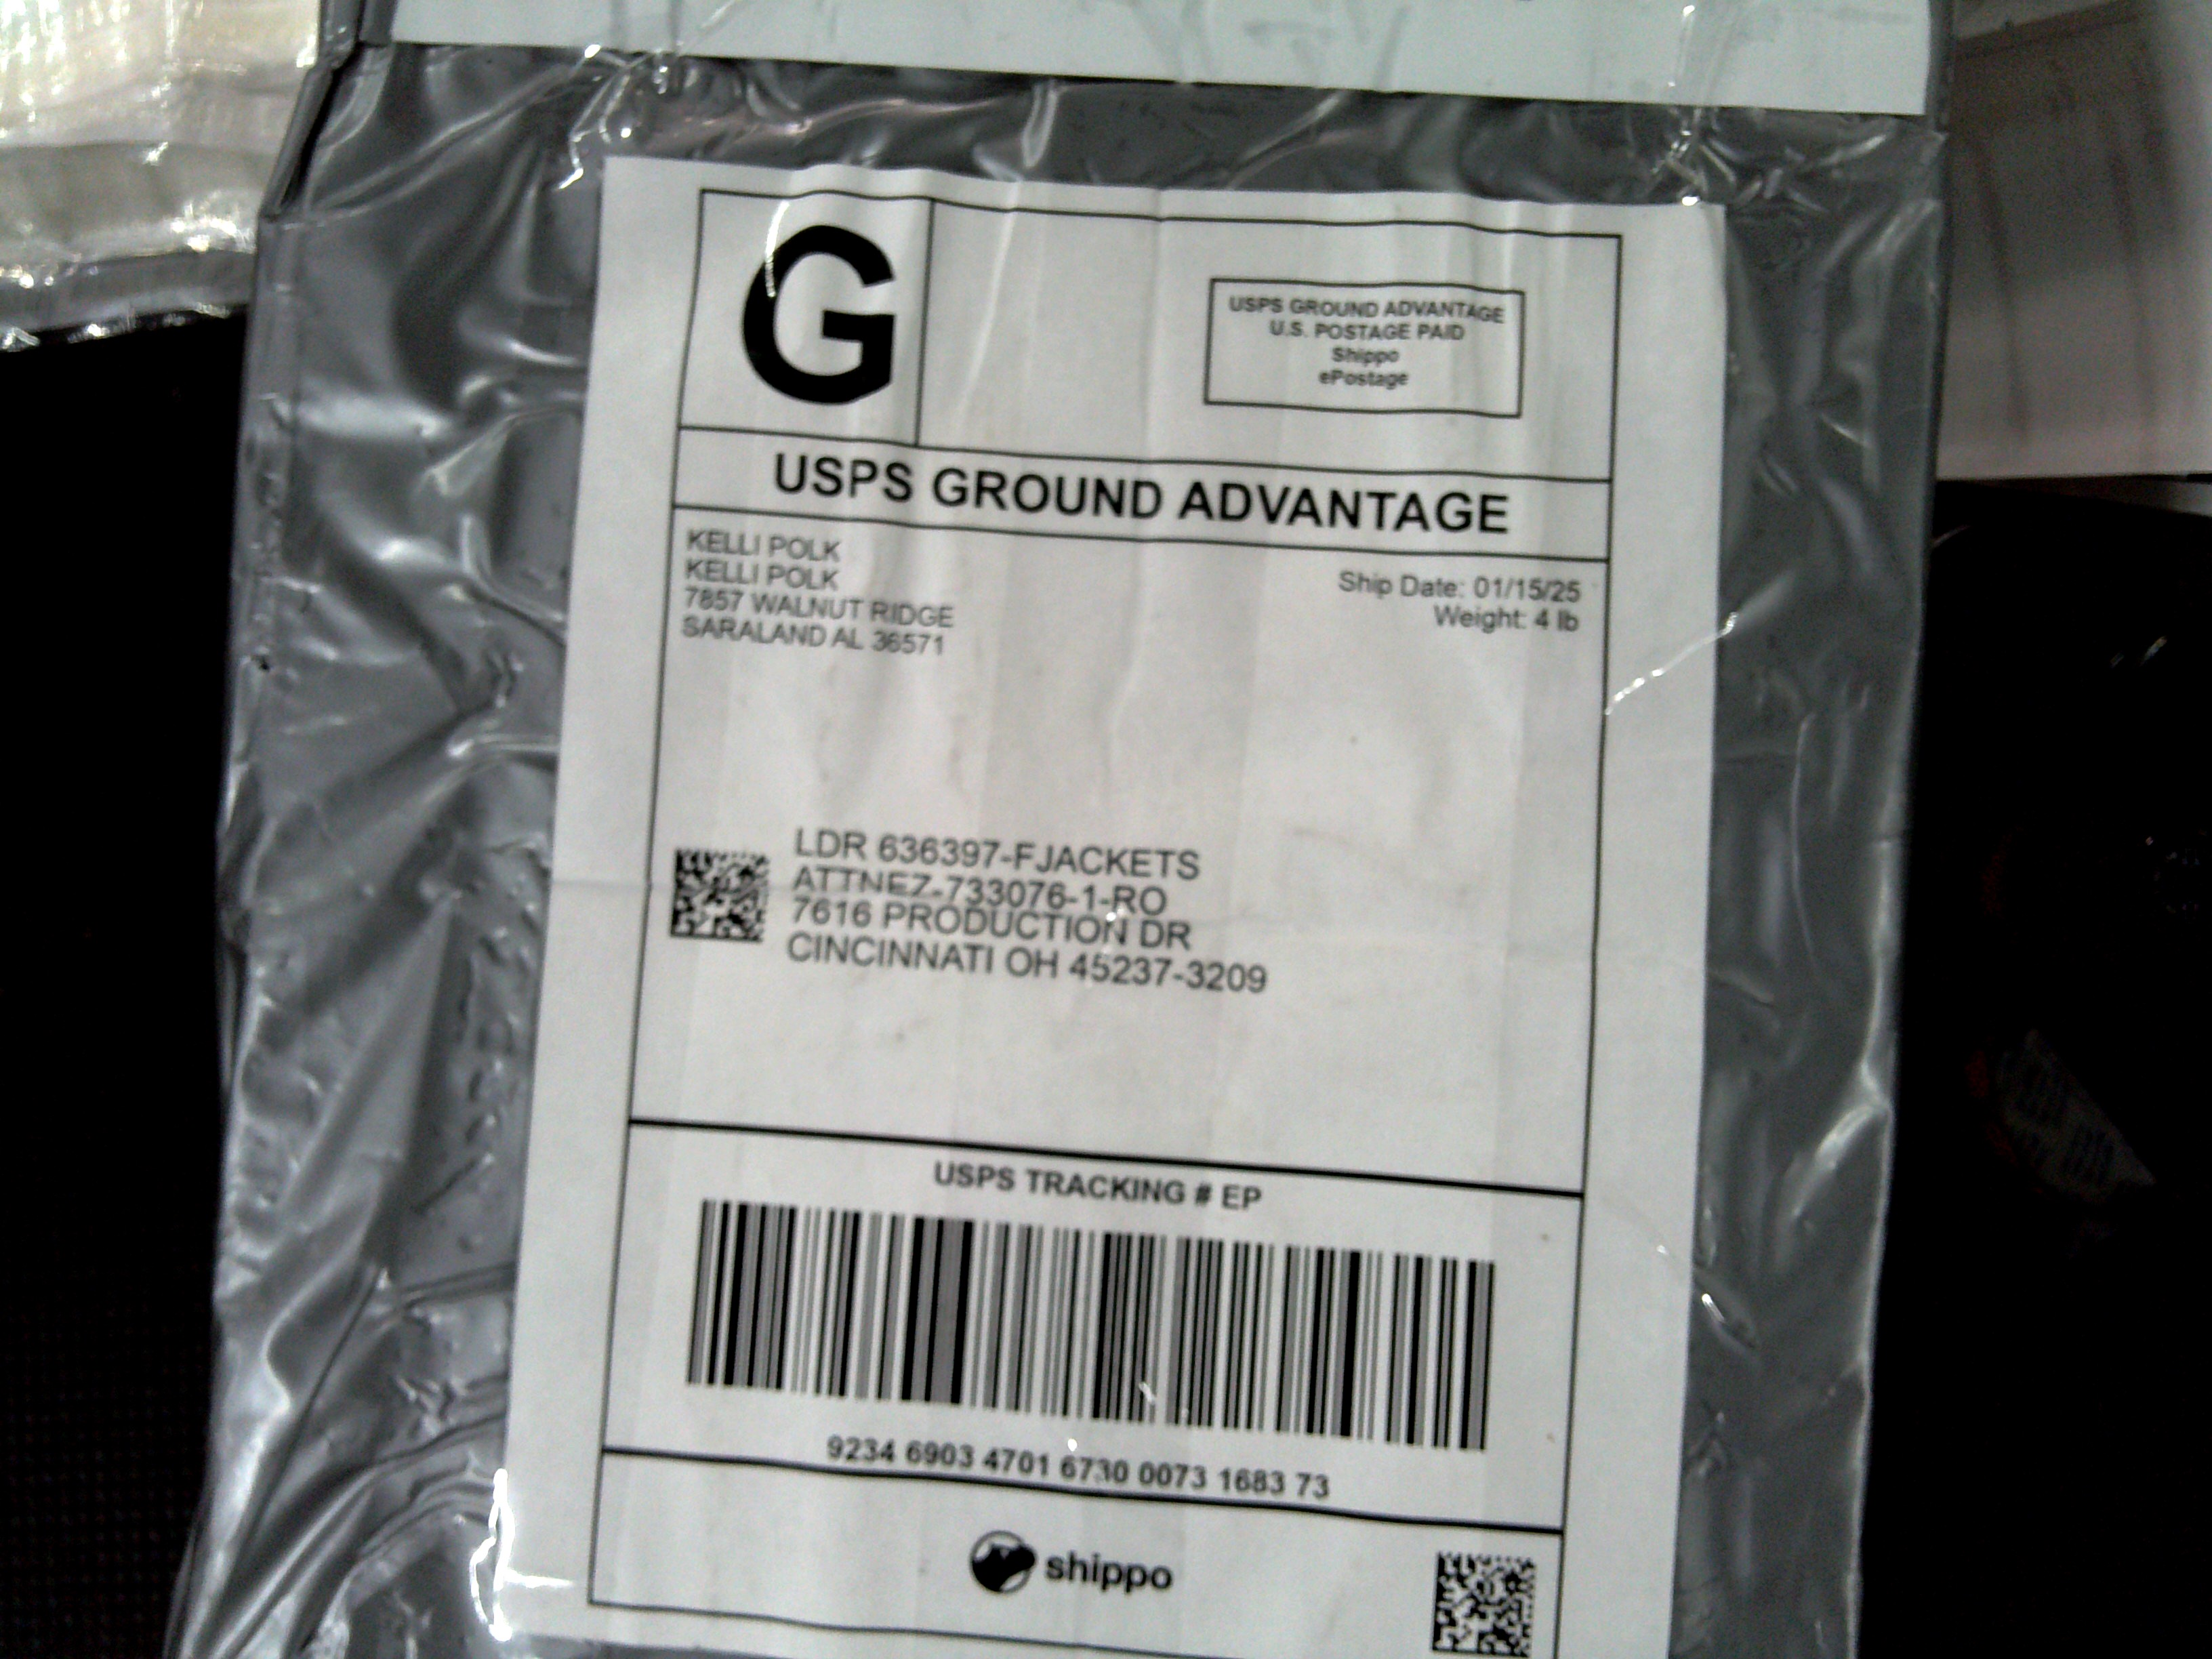 G
USPS GROUND ADVANTAGE
U.S. POSTAGE PAID
Shippo
ePostage
USPS GROUND ADVANTAGE
KELLI POLK
KELLI POLK
7857 WALNUT RIDGE
SARALAND AL 36571
Ship Date: 01/15/25
Weight: 4 lb
LDR 636397-FJACKETS
ATTNEZ-733076-1-RO
7616 PRODUCTION DR
CINCINNATI OH 45237-3209
USPS TRACKING # EP
9234 6903 4701 6730 0073 1683 73
shippo